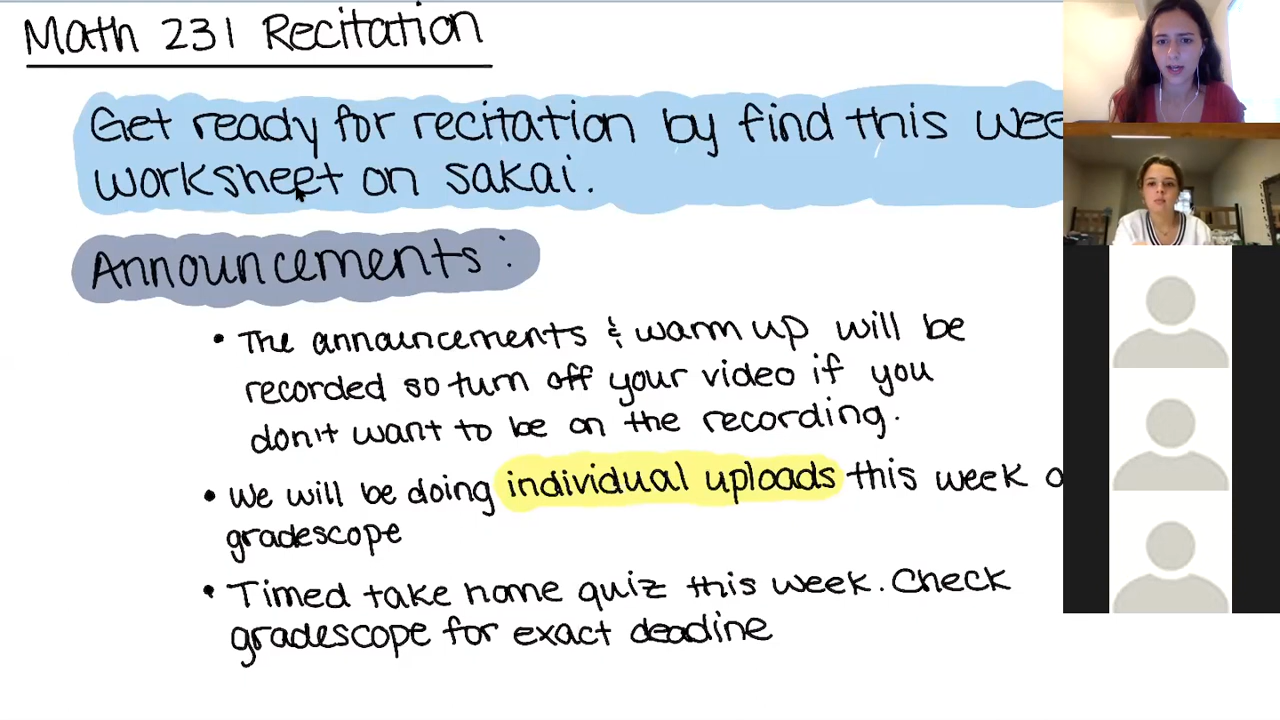 Math 231 Recitation
Get ready for recitation by find this
worksheet on sakai.
Announcements:
• The announcements & warm up will be
recorded so turn off your video if you
don't want to be on the recording.
• We will be doing individual uploads this week
gradescope
• Timed take home quiz this week. Check
gradescope for exact deadine